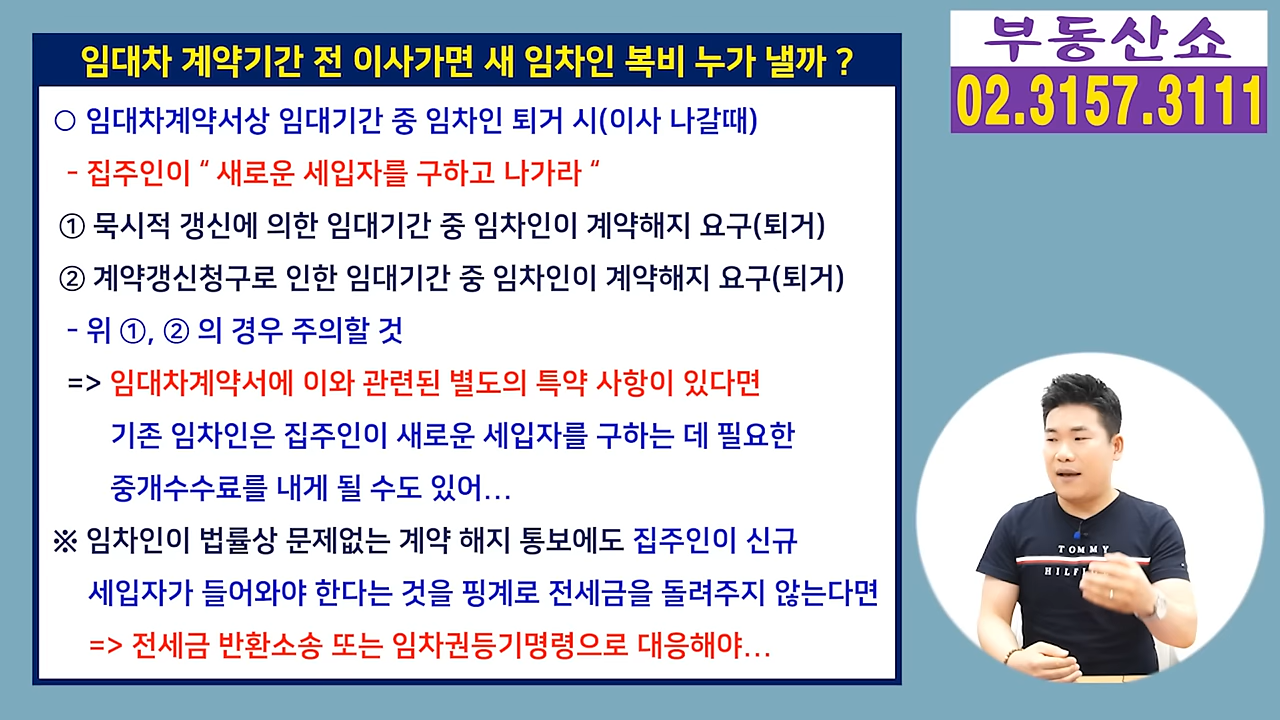 임대차 계약기간 전 이사가면 새 임차인 복비 누가 낼까 ?
부동산쇼
02.3157.3111
○ 임대차계약서상 임대기간 중 임차인 퇴거 시(이사 나갈때)
- 집주인이 “ 새로운 세입자를 구하고 나가라 “
① 묵시적 갱신에 의한 임대기간 중 임차인이 계약해지 요구(퇴거)
② 계약갱신청구로 인한 임대기간 중 임차인이 계약해지 요구(퇴거)
- 위 ①, ② 의 경우 주의할 것
=> 임대차계약서에 이와 관련된 별도의 특약 사항이 있다면
기존 임차인은 집주인이 새로운 세입자를 구하는 데 필요한
중개수수료를 내게 될 수도 있어...
※ 임차인이 법률상 문제없는 계약 해지 통보에도 집주인이 신규
세입자가 들어와야 한다는 것을 핑계로 전세금을 돌려주지 않는다면
=> 전세금 반환소송 또는 임차권등기명령으로 대응해야...
TOMMY